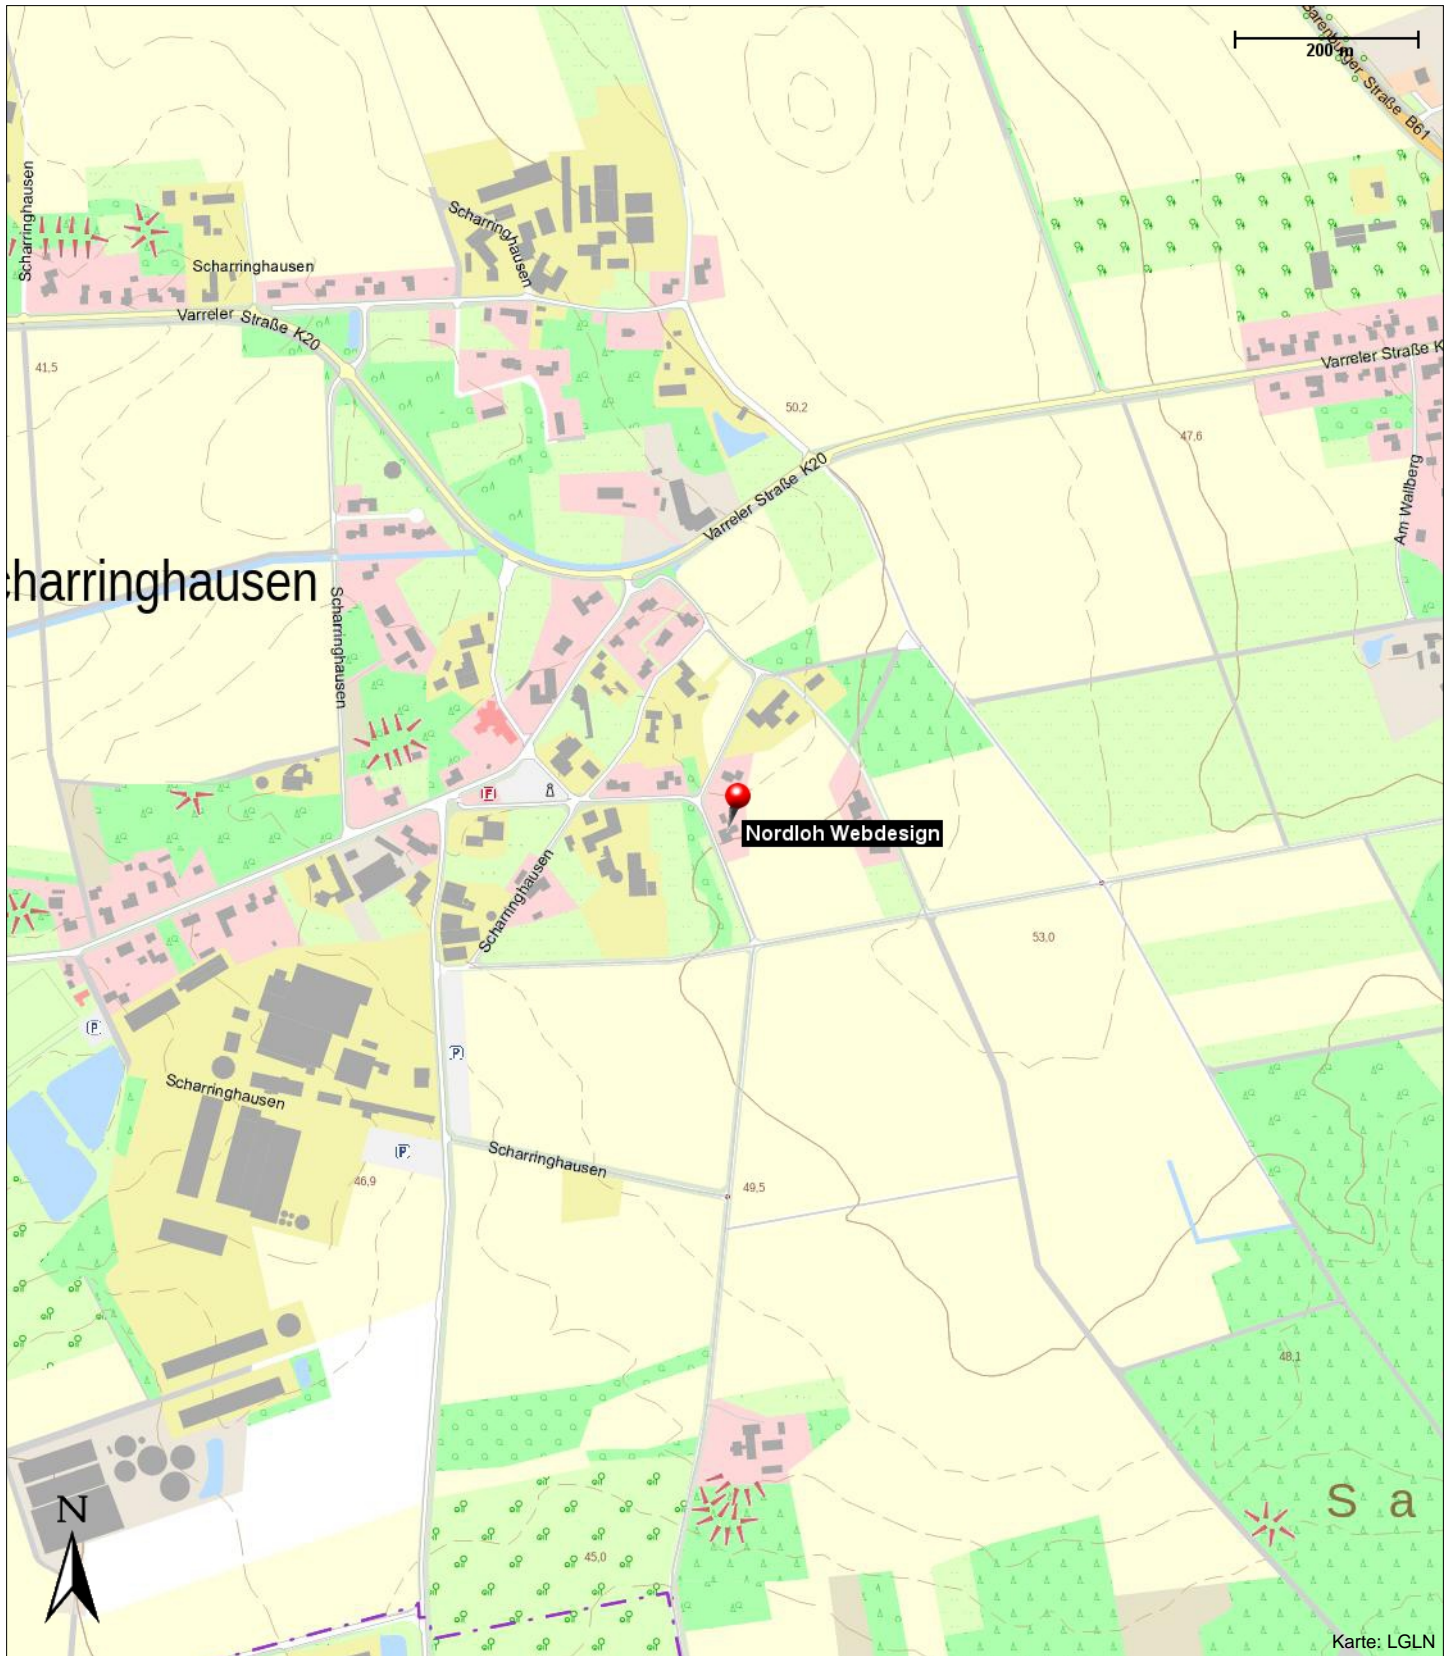 200 m
Barenburger Straße B61
Scharringhausen
Scharringhausen
Scharringhausen
Varreler Straße K20
41,5
50,2
Varreler Straße K
47,6
Varreler Straße K20
Am Wallberg
charringhausen
Scharringhausen
F
Nordloh Webdesign
Scharringhausen
53,0
P
P
Scharringhausen
P
Scharringhausen
46,9
49,5
48,1
S a
N
45,0
Karte: LGLN